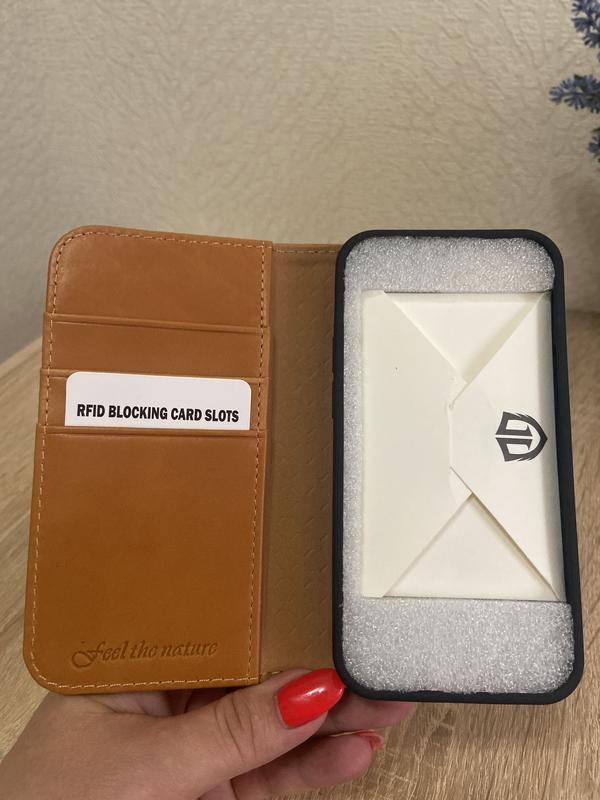 RFID BLOCKING CARD SLOTS
Feel the nature